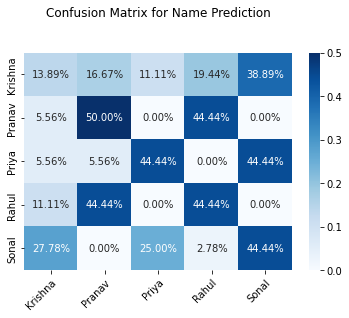 Confusion Matrix for Name Prediction
Krishna 13.89% 16.67% 11.11% 19.44% 38.89%
Pranav 5.56% 50.00% 0.00% 44.44% 0.00%
Priya 5.56% 5.56% 44.44% 0.00% 44.44%
Rahul 11.11% 44.44% 0.00% 44.44% 0.00%
Sonal 27.78% 0.00% 25.00% 2.78% 44.44%
Krishna Pranav Priya Rahul Sonal
0.5
0.4
0.3
0.2
0.1
0.0